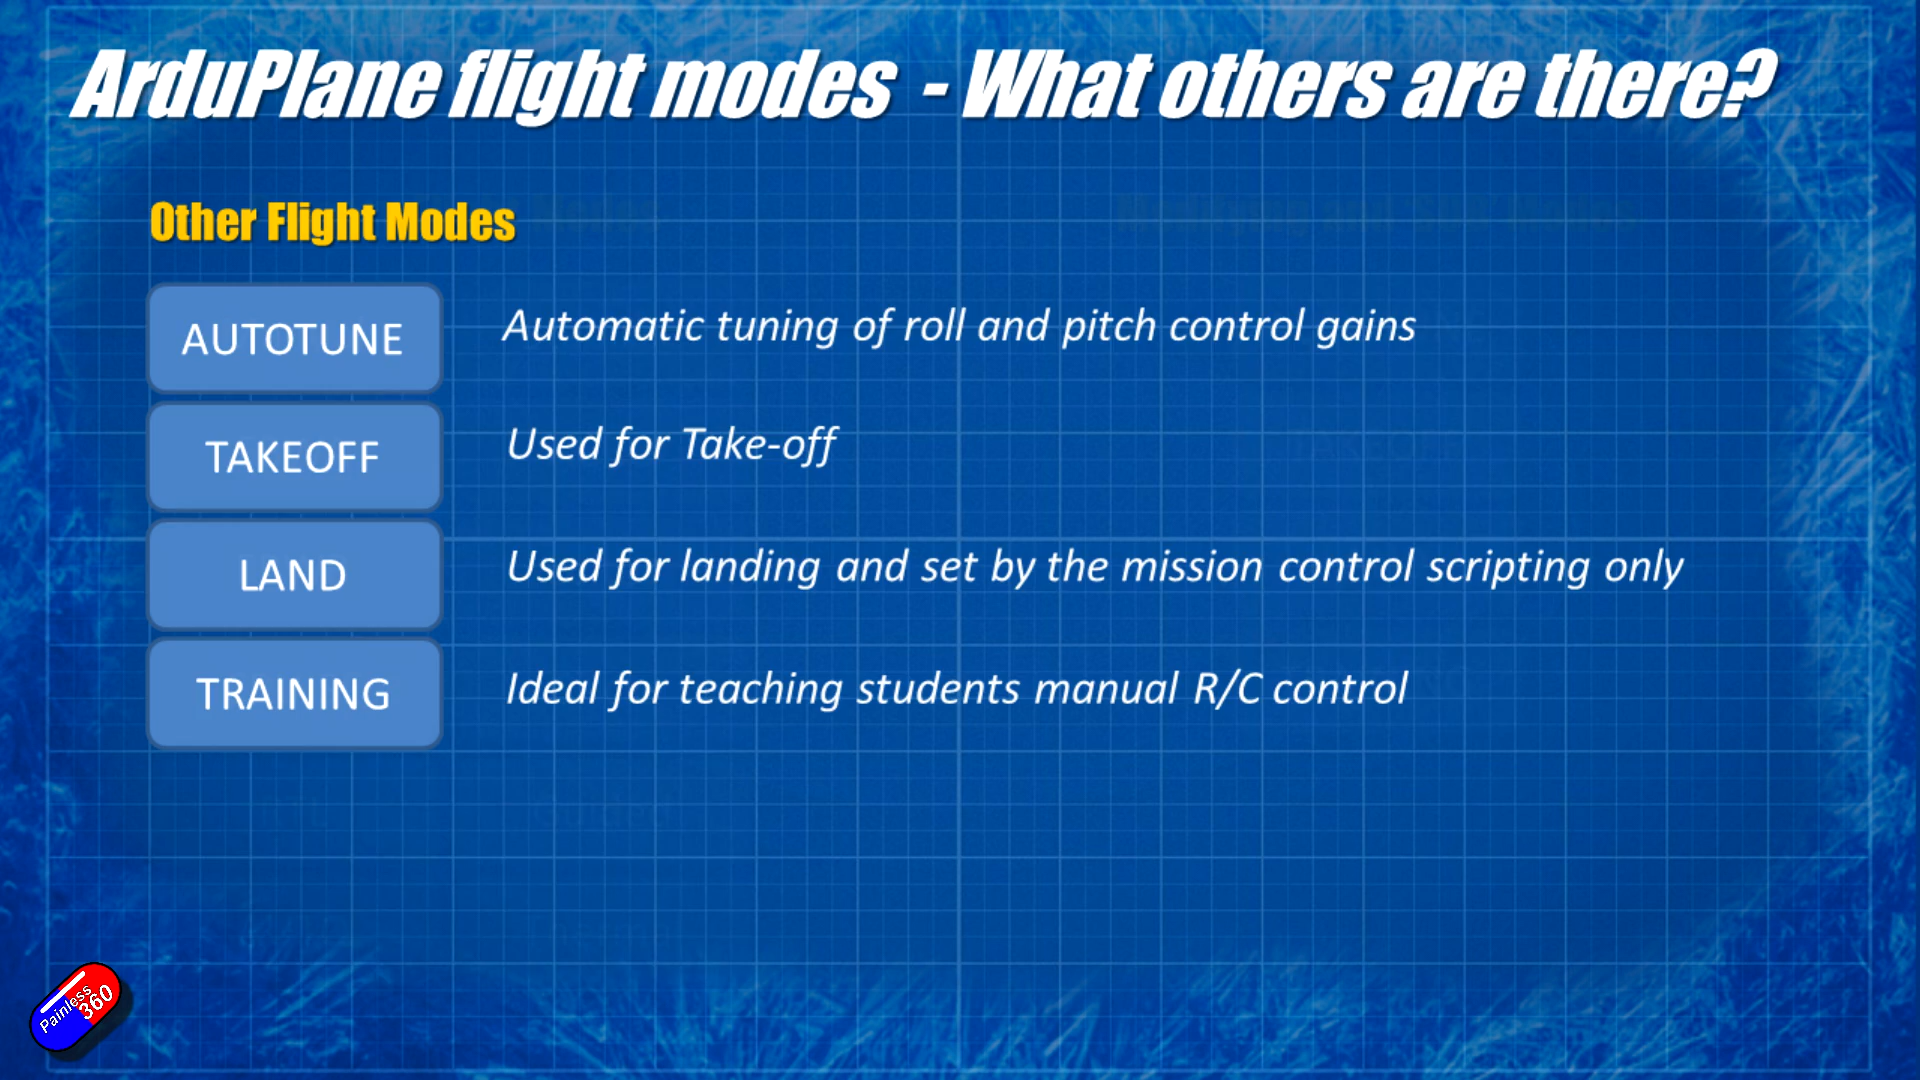 ArduPlane flight modes - What others are there?
Other Flight Modes
AUTOTUNE
Automatic tuning of roll and pitch control gains
TAKEOFF
Used for Take-off
LAND
Used for landing and set by the mission control scripting only
TRAINING
Ideal for teaching students manual R/C control
Painless
360